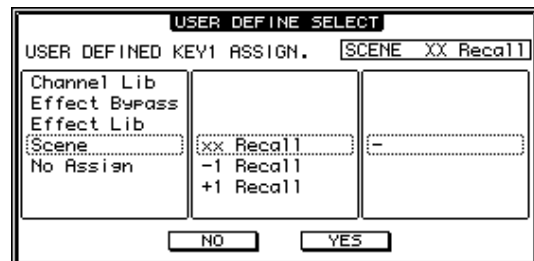 USER DEFINE SELECT
USER DEFINED KEY1 ASSIGN. SCENE XX Recall
Channel Lib
Effect Bypass
Effect Lib
Scene xx Recall -
No Assign -1 Recall
+1 Recall
NO YES